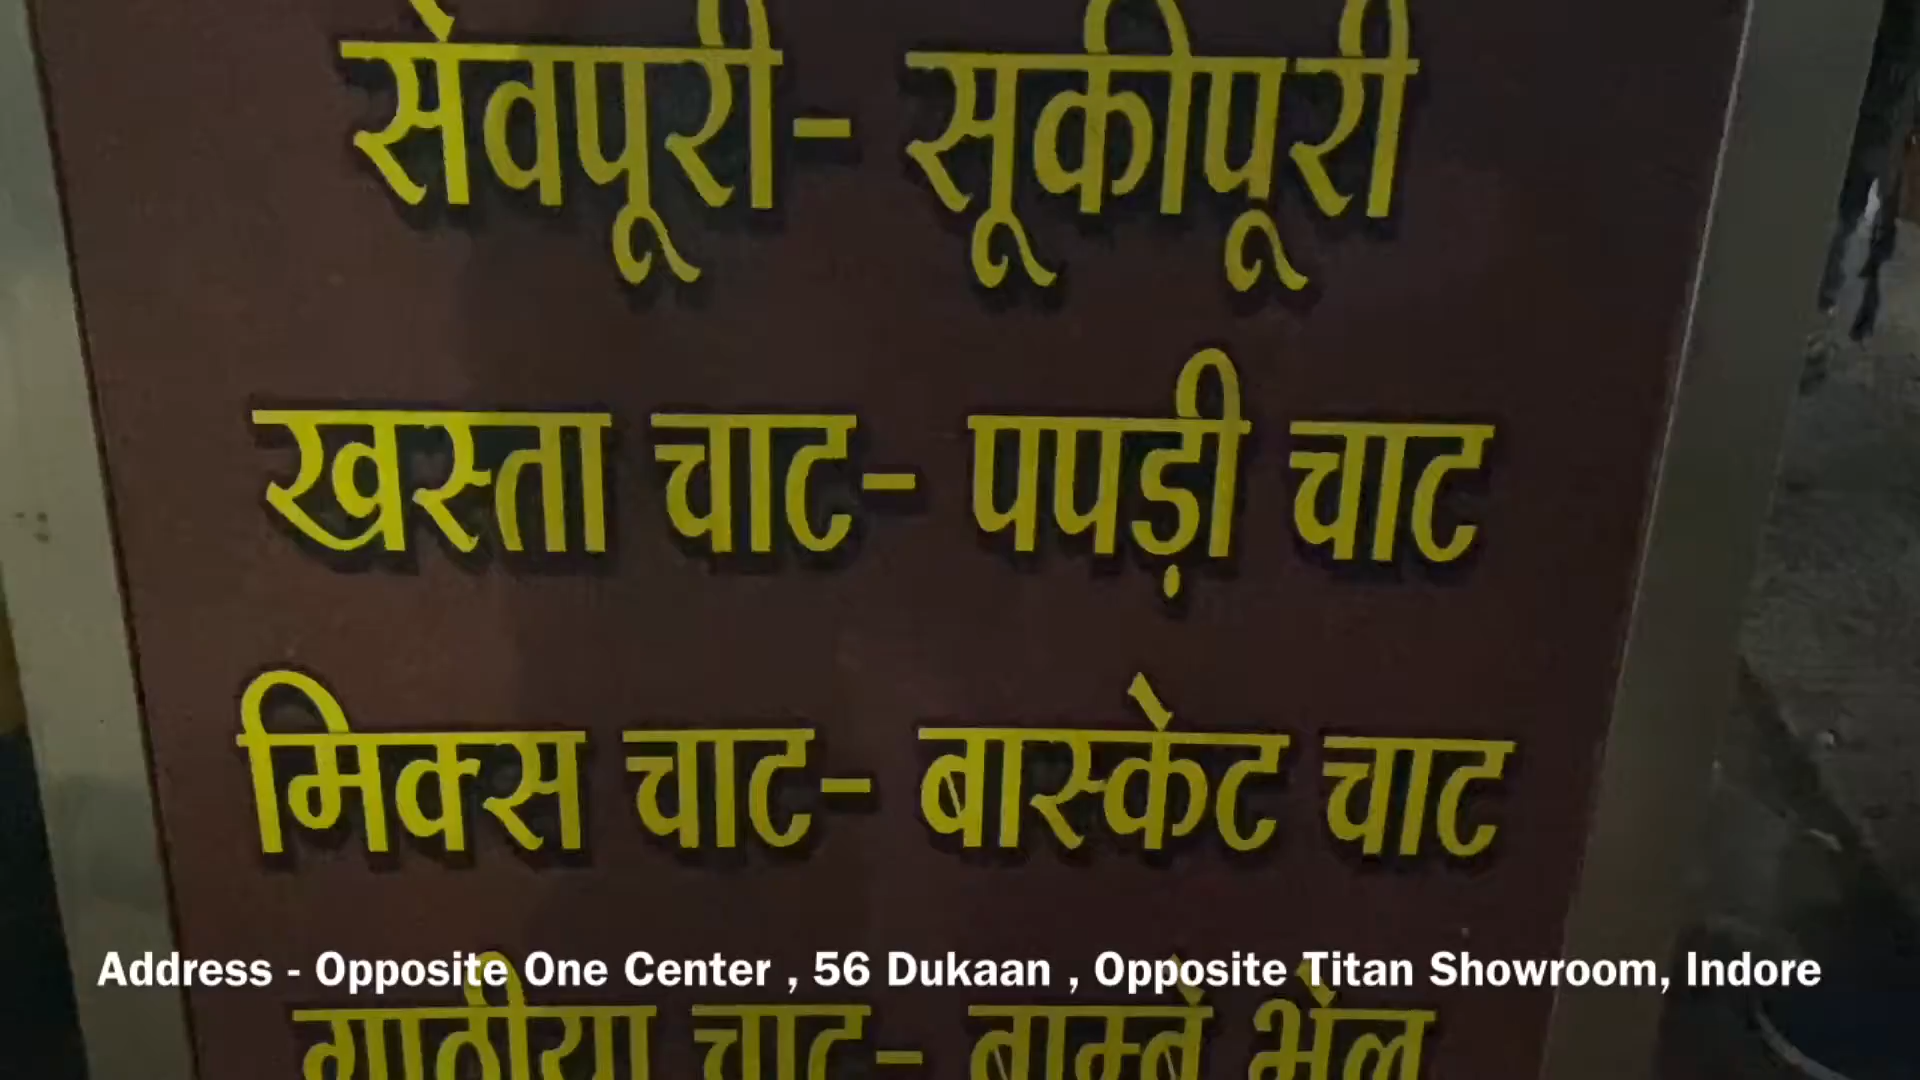 सेवपूरी- सूकीपूरी
खस्ता चाट- पपड़ी चाट
मिक्स चाट- बास्केट चाट
Address - Opposite One Center , 56 Dukaan , Opposite Titan Showroom, Indore
गाठीया चाट- बाम्बे भेल